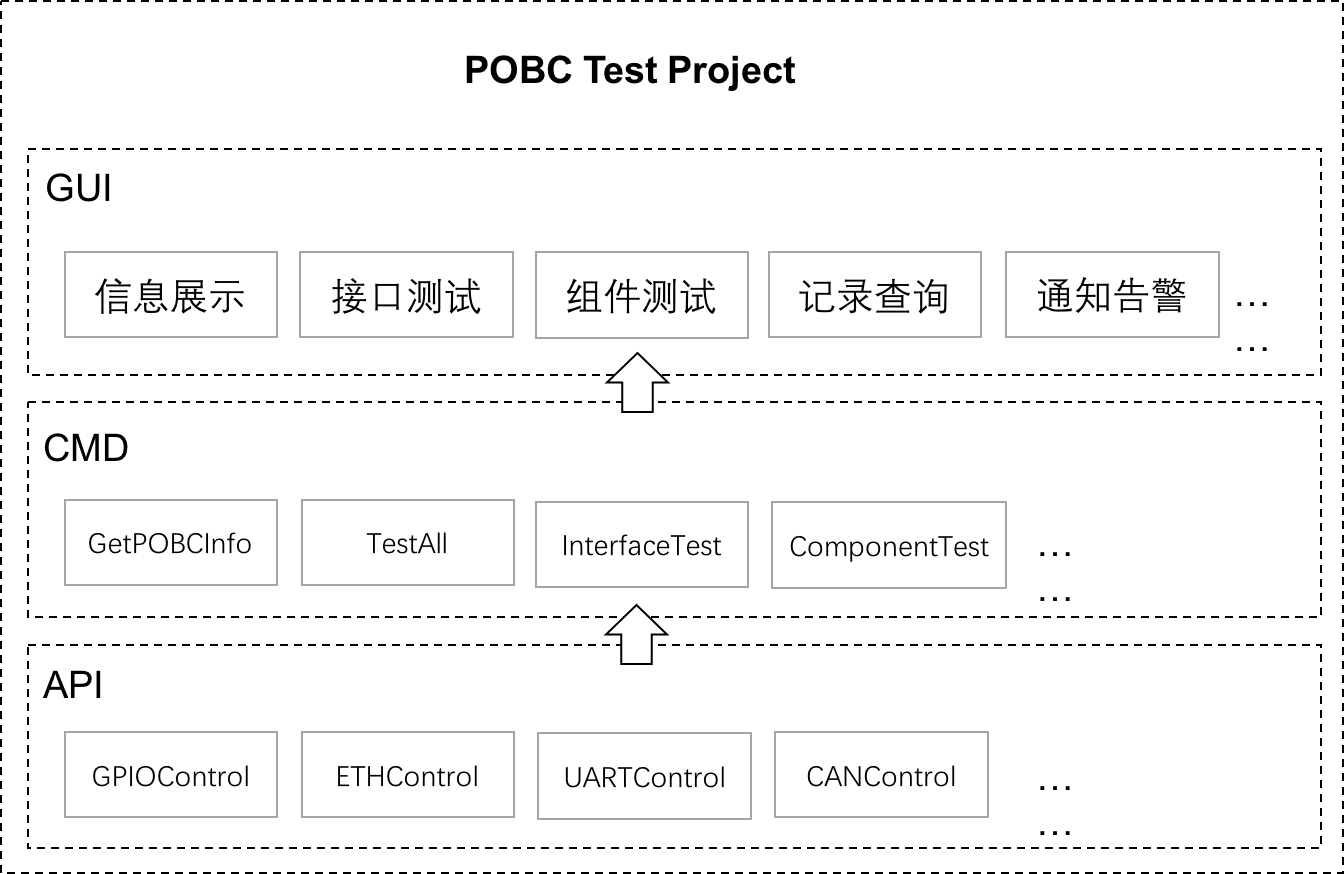 POBC Test Project
GUI
信息展示
接口测试
组件测试
记录查询
通知告警
…
…
CMD
GetPOBCInfo
TestAll
InterfaceTest
ComponentTest
…
…
API
GPIOControl
ETHControl
UARTControl
CANControl
…
…